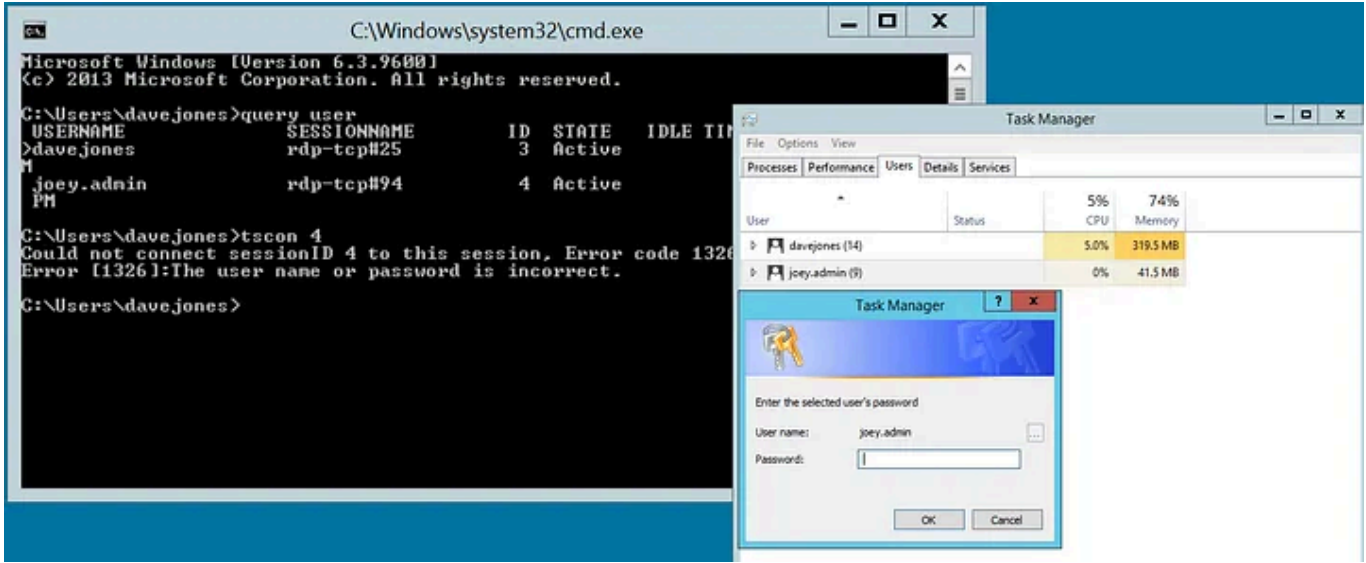 C:\Windows\system32\cmd.exe
Microsoft Windows [Version 6.3.9600]
(c) 2013 Microsoft Corporation. All rights reserved.
C:\Users\davejones>query user
USERNAME SESSIONNAME ID STATE IDLE TIM
>davejones rdp-tcp#25 3 Active
M
joey.admin rdp-tcp#94 4 Active
PM
C:\Users\davejones>tscon 4
Could not connect sessionID 4 to this session, Error code 1326
Error [1326]:The user name or password is incorrect.
C:\Users\davejones>
Task Manager
File Options View
Processes Performance Users Details Services
5% 74%
User Status CPU Memory
davejones (14) 5.0% 319.5 MB
joey.admin (9) 0% 41.5 MB
Task Manager
Enter the selected user's password
User name: joey.admin ...
Password:
OK Cancel